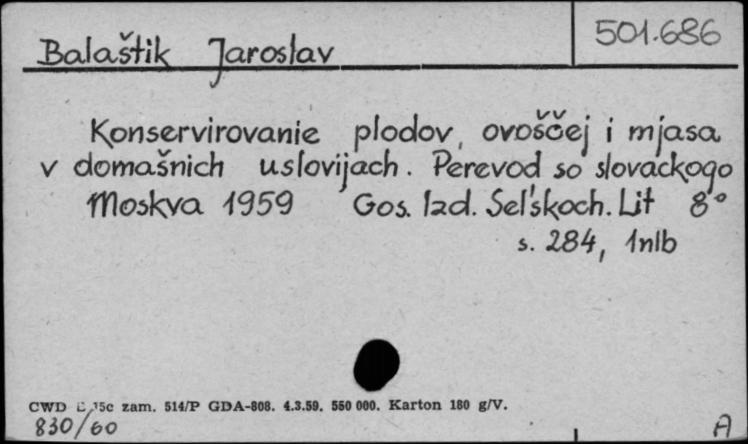 501.686
Balaštik Jaroslav
Konservirovanie plodov, ovoščej i mjasa
v domašnich uslovijach. Perevod so slovackogo
Moskva 1959 Gos. Izd. Sel'skoch. Lit 8°
s. 284, 1nlb
CWD 15c zam. 514/P GDA-808. 4.3.59. 550 000. Karton 180 g/V.
830/60 A